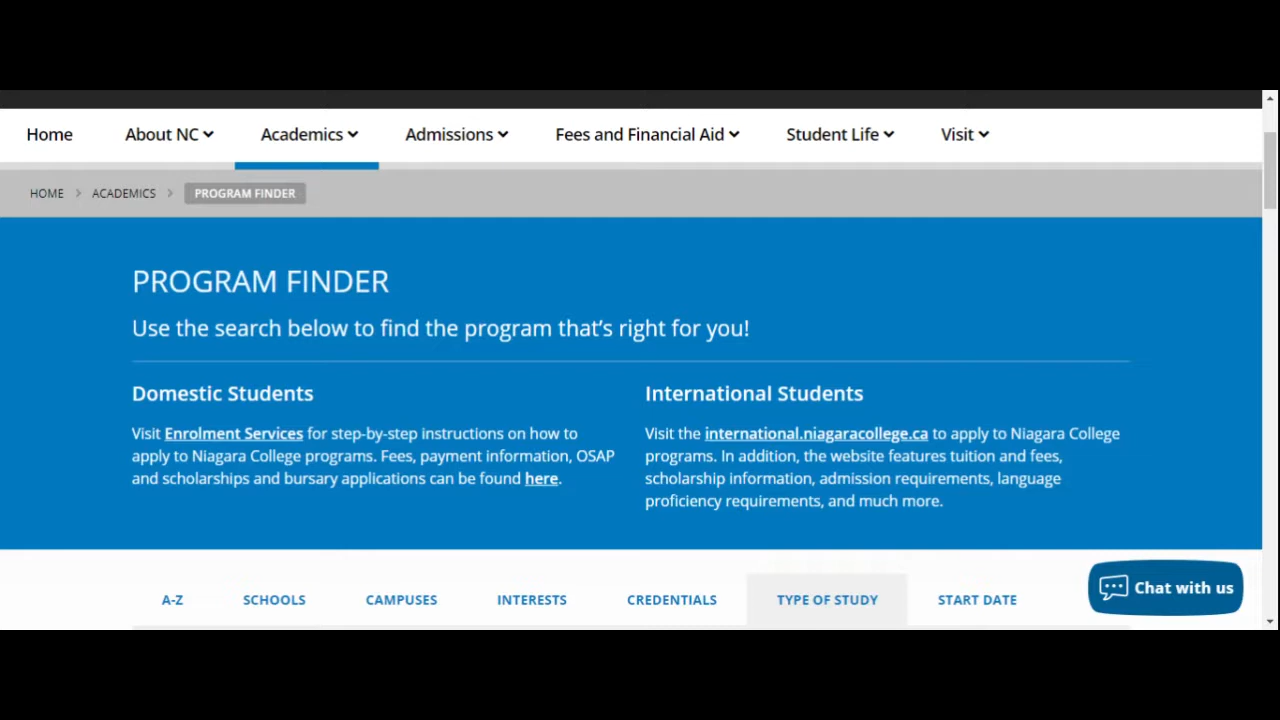 Home About NC Academics Admissions Fees and Financial Aid Student Life Visit
HOME > ACADEMICS > PROGRAM FINDER
PROGRAM FINDER
Use the search below to find the program that's right for you!
Domestic Students
Visit Enrolment Services for step-by-step instructions on how to
apply to Niagara College programs. Fees, payment information, OSAP
and scholarships and bursary applications can be found here.
International Students
Visit the international.niagaracollege.ca to apply to Niagara College
programs. In addition, the website features tuition and fees,
scholarship information, admission requirements, language
proficiency requirements, and much more.
A-Z SCHOOLS CAMPUSES INTERESTS CREDENTIALS TYPE OF STUDY START DATE
Chat with us